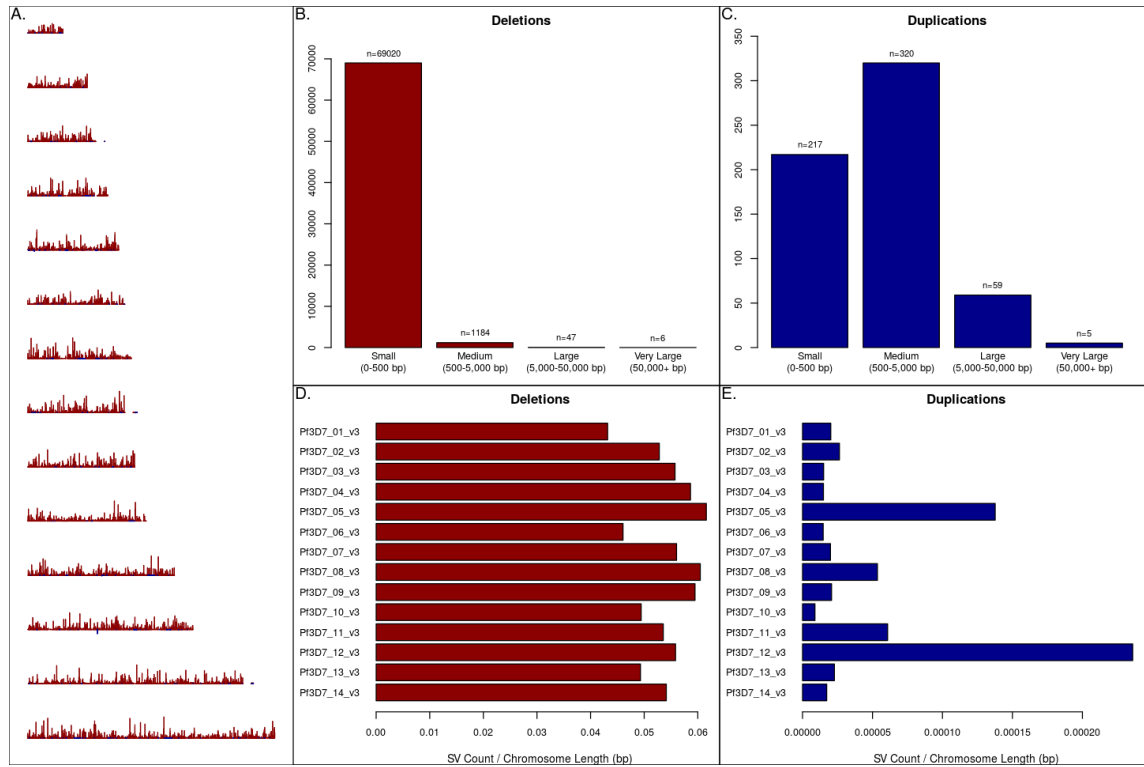 A.
B.
Deletions
n=69020
n=1184
n=47
n=6
0
10000
20000
30000
40000
50000
60000
70000
Small
(0-500 bp)
Medium
(500-5,000 bp)
Large
(5,000-50,000 bp)
Very Large
(50,000+ bp)
C.
Duplications
n=217
n=320
n=59
n=5
0
50
100
150
200
250
300
350
Small
(0-500 bp)
Medium
(500-5,000 bp)
Large
(5,000-50,000 bp)
Very Large
(50,000+ bp)
D.
Deletions
Pf3D7_01_v3
Pf3D7_02_v3
Pf3D7_03_v3
Pf3D7_04_v3
Pf3D7_05_v3
Pf3D7_06_v3
Pf3D7_07_v3
Pf3D7_08_v3
Pf3D7_09_v3
Pf3D7_10_v3
Pf3D7_11_v3
Pf3D7_12_v3
Pf3D7_13_v3
Pf3D7_14_v3
0.00 0.01 0.02 0.03 0.04 0.05 0.06
SV Count / Chromosome Length (bp)
E.
Duplications
Pf3D7_01_v3
Pf3D7_02_v3
Pf3D7_03_v3
Pf3D7_04_v3
Pf3D7_05_v3
Pf3D7_06_v3
Pf3D7_07_v3
Pf3D7_08_v3
Pf3D7_09_v3
Pf3D7_10_v3
Pf3D7_11_v3
Pf3D7_12_v3
Pf3D7_13_v3
Pf3D7_14_v3
0.00000 0.00005 0.00010 0.00015 0.00020
SV Count / Chromosome Length (bp)